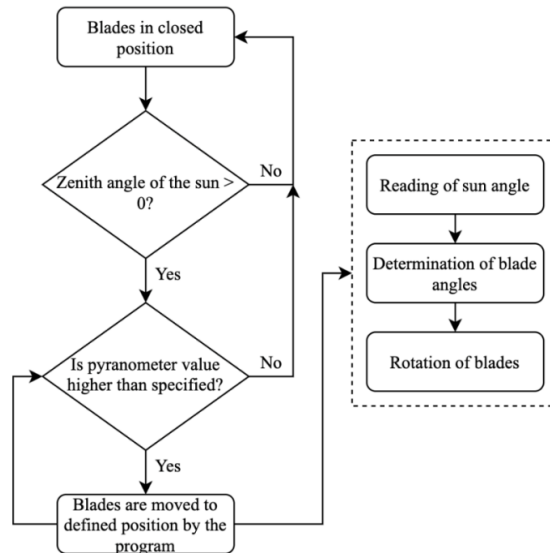 Blades in closed
position
Zenith angle of the sun >
0?
No
Yes
Is pyranometer value
higher than specified?
No
Yes
Blades are moved to
defined position by the
program
Reading of sun angle
Determination of blade
angles
Rotation of blades